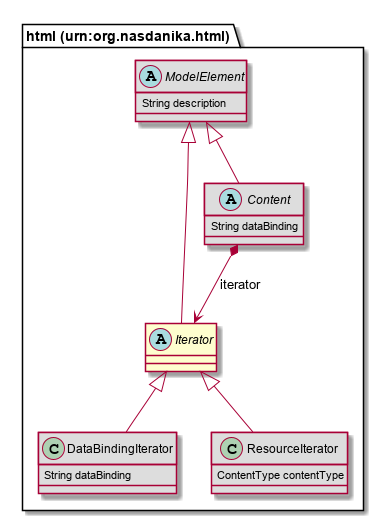 html (urn:org.nasdanika.html)
A ModelElement
String description
A Content
String dataBinding
iterator
A Iterator
C DataBindingIterator
String dataBinding
C ResourceIterator
ContentType contentType